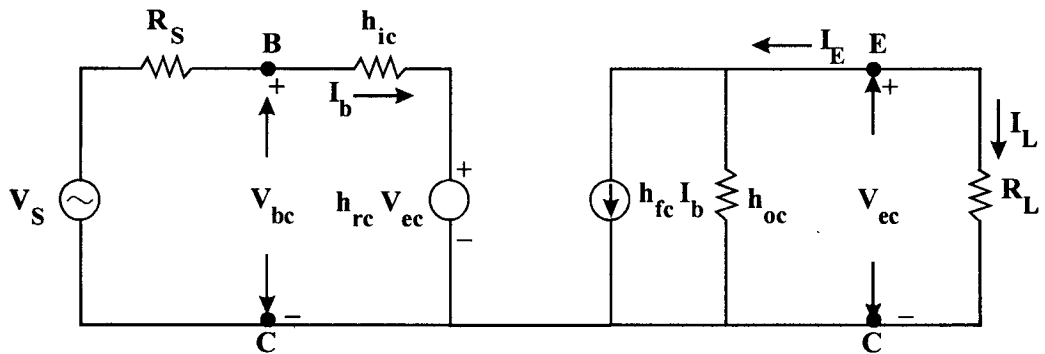 R_S
B
h_ic
+
I_b
V_S
V_bc
h_rc V_ec
+
−
−
C
I_E
E
+
I_L
h_fc I_b
h_oc
V_ec
R_L
−
C